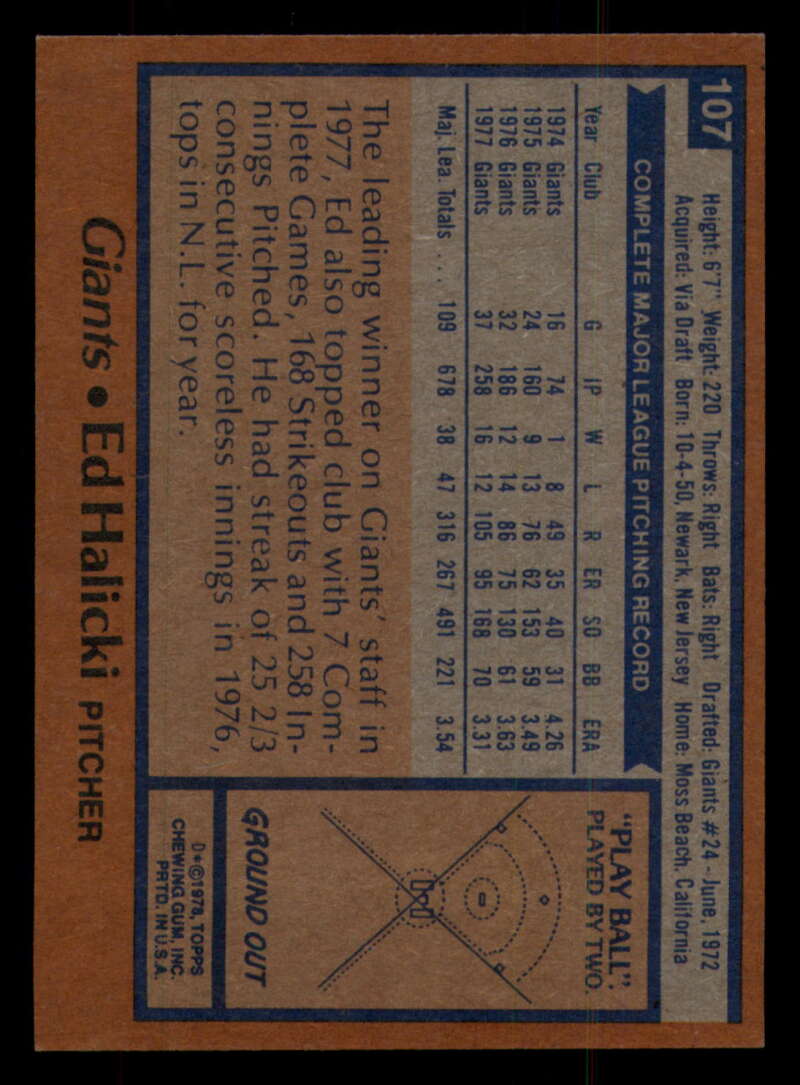 107
Height: 6'7" Weight: 220 Throws: Right Bats: Right Drafted: Giants #24 - June, 1972
Acquired: Via Draft Born: 10-4-50, Newark, New Jersey Home: Moss Beach, California
COMPLETE MAJOR LEAGUE PITCHING RECORD
Year Club G IP W L R ER SO BB ERA
1974 Giants 16 74 1 8 49 35 40 31 4.26
1975 Giants 24 160 9 13 76 62 153 59 3.49
1976 Giants 32 186 12 14 86 75 130 61 3.63
1977 Giants 37 258 16 12 105 95 168 70 3.31
Maj. Lea. Totals .... 109 678 38 47 316 267 491 221 3.54
The leading winner on Giants' staff in
1977, Ed also topped club with 7 Com-
plete Games, 168 Strikeouts and 258 In-
nings Pitched. He had streak of 25 2/3
consecutive scoreless innings in 1976,
tops in N.L. for year.
"PLAY BALL":
PLAYED BY TWO.
GROUND OUT
D*©1978, TOPPS
CHEWING GUM, INC.
PRTD. IN U.S.A.
Giants • Ed Halicki PITCHER